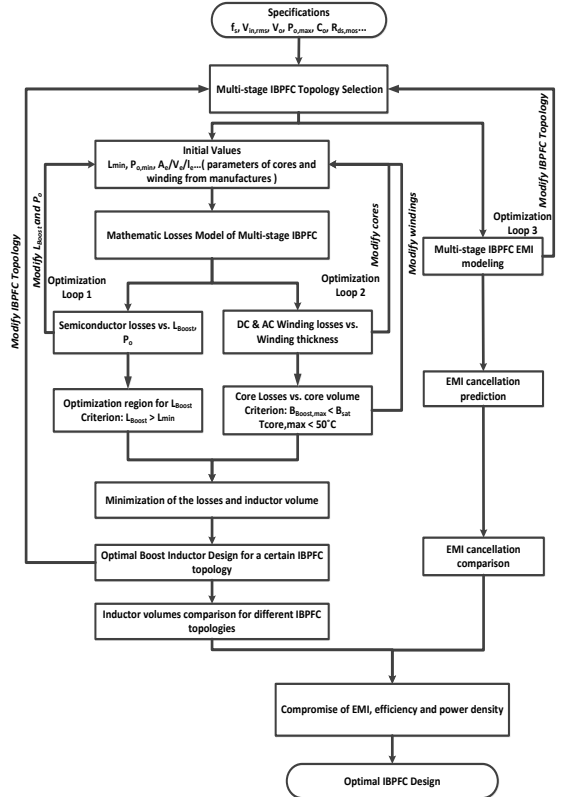 Specifications
fs, Vin,rms, Vo, Po,max, Co, Rds,mos...
Multi-stage IBPFC Topology Selection
Initial Values
Lmin, Po,min, Ae/Ve/le...( parameters of cores and
winding from manufactures )
Mathematic Losses Model of Multi-stage IBPFC
Modify IBPFC Topology
Modify LBoost and Po
Optimization
Loop 1
Optimization
Loop 2
Modify cores
Modify windings
Optimization
Loop 3
Modify IBPFC Topology
Multi-stage IBPFC EMI
modeling
Semiconductor losses vs. LBoost,
Po
DC & AC Winding losses vs.
Winding thickness
Optimization region for LBoost
Criterion: LBoost > Lmin
Core Losses vs. core volume
Criterion: BBoost,max < Bsat
Tcore,max < 50˚C
EMI cancellation
prediction
Minimization of the losses and inductor volume
Optimal Boost Inductor Design for a certain IBPFC
topology
EMI cancellation
comparison
Inductor volumes comparison for different IBPFC
topologies
Compromise of EMI, efficiency and power density
Optimal IBPFC Design